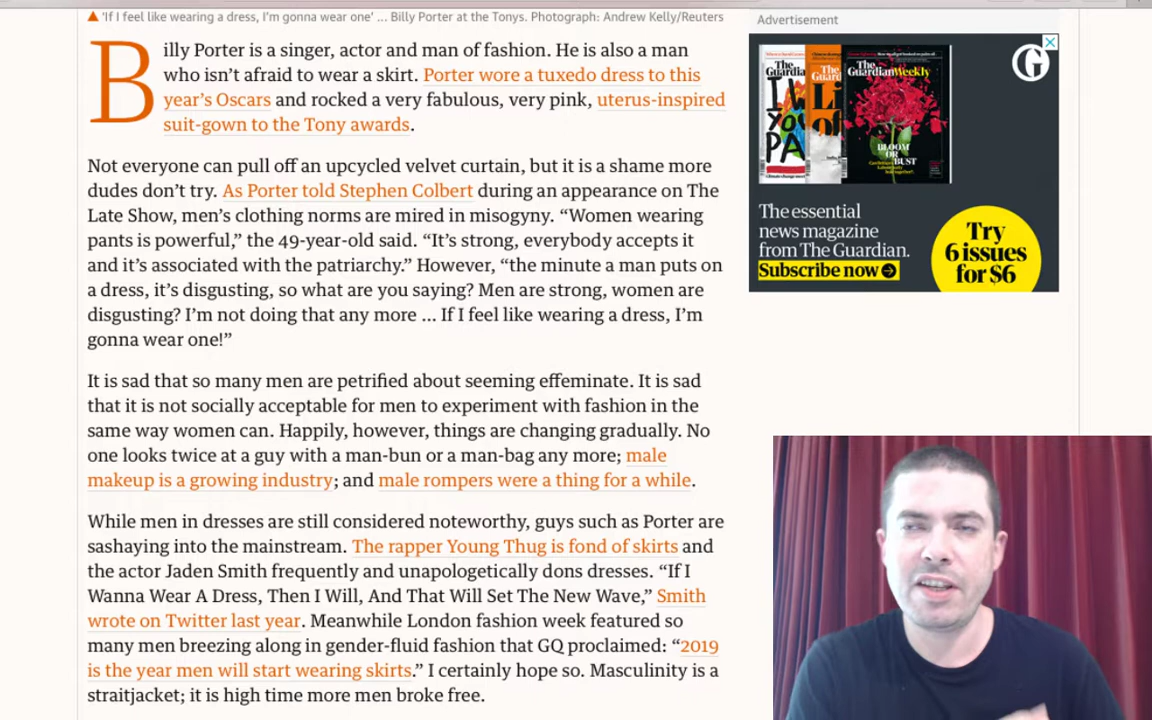 'If I feel like wearing a dress, I'm gonna wear one' ... Billy Porter at the Tonys. Photograph: Andrew Kelly/Reuters
Billy Porter is a singer, actor and man of fashion. He is also a man
who isn't afraid to wear a skirt. Porter wore a tuxedo dress to this
year's Oscars and rocked a very fabulous, very pink, uterus-inspired
suit-gown to the Tony awards.
Not everyone can pull off an upcycled velvet curtain, but it is a shame more
dudes don't try. As Porter told Stephen Colbert during an appearance on The
Late Show, men's clothing norms are mired in misogyny. “Women wearing
pants is powerful,” the 49-year-old said. “It's strong, everybody accepts it
and it's associated with the patriarchy.” However, “the minute a man puts on
a dress, it's disgusting, so what are you saying? Men are strong, women are
disgusting? I'm not doing that any more ... If I feel like wearing a dress, I'm
gonna wear one!”
It is sad that so many men are petrified about seeming effeminate. It is sad
that it is not socially acceptable for men to experiment with fashion in the
same way women can. Happily, however, things are changing gradually. No
one looks twice at a guy with a man-bun or a man-bag any more; male
makeup is a growing industry; and male rompers were a thing for a while.
While men in dresses are still considered noteworthy, guys such as Porter are
sashaying into the mainstream. The rapper Young Thug is fond of skirts and
the actor Jaden Smith frequently and unapologetically dons dresses. “If I
Wanna Wear A Dress, Then I Will, And That Will Set The New Wave,” Smith
wrote on Twitter last year. Meanwhile London fashion week featured so
many men breezing along in gender-fluid fashion that GQ proclaimed: “2019
is the year men will start wearing skirts.” I certainly hope so. Masculinity is a
straitjacket; it is high time more men broke free.
Advertisement
The Guardia
The
TheGuardianWeekly
G
BLOOM
OR
BUST
The essential
news magazine
from The Guardian.
Subscribe now
Try
6 issues
for $6